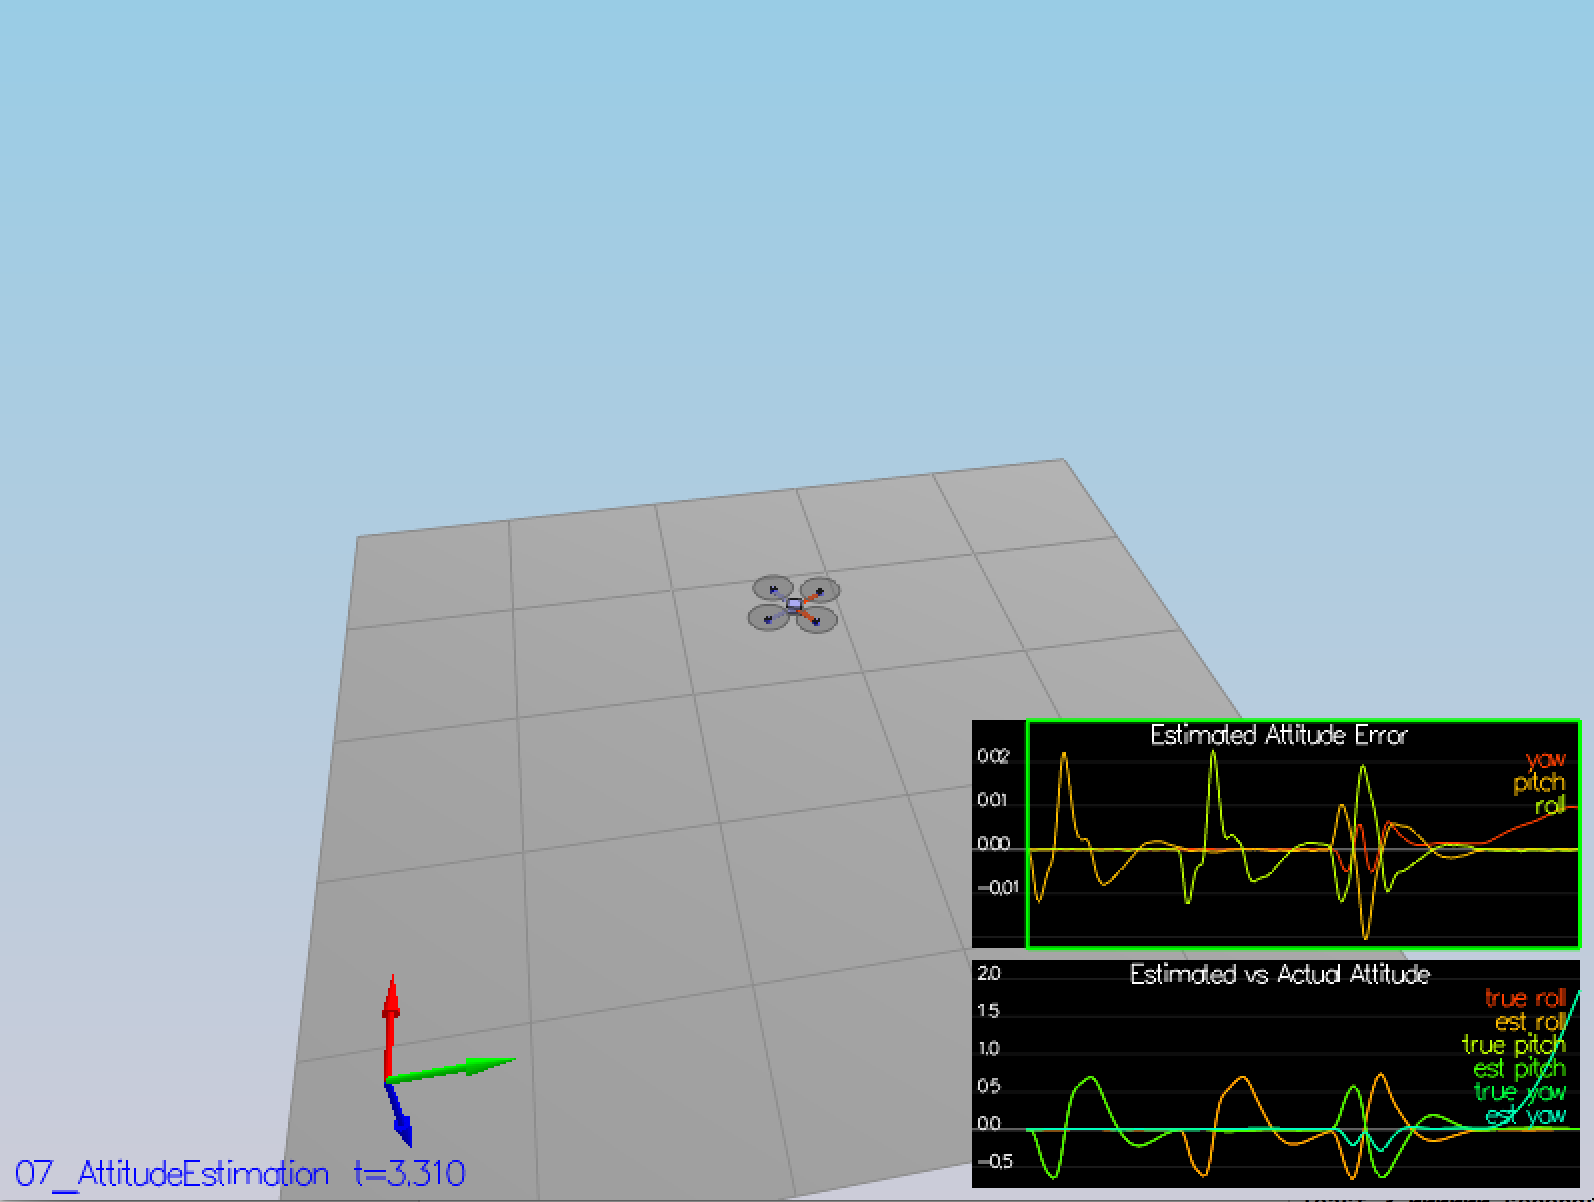 Estimated Attitude Error
0.02
0.01
0.00
-0.01
yaw
pitch
roll
Estimated vs Actual Attitude
2.0
1.5
1.0
0.5
0.0
-0.5
true roll
est roll
true pitch
est pitch
true yaw
est yaw
07_AttitudeEstimation t=3.310